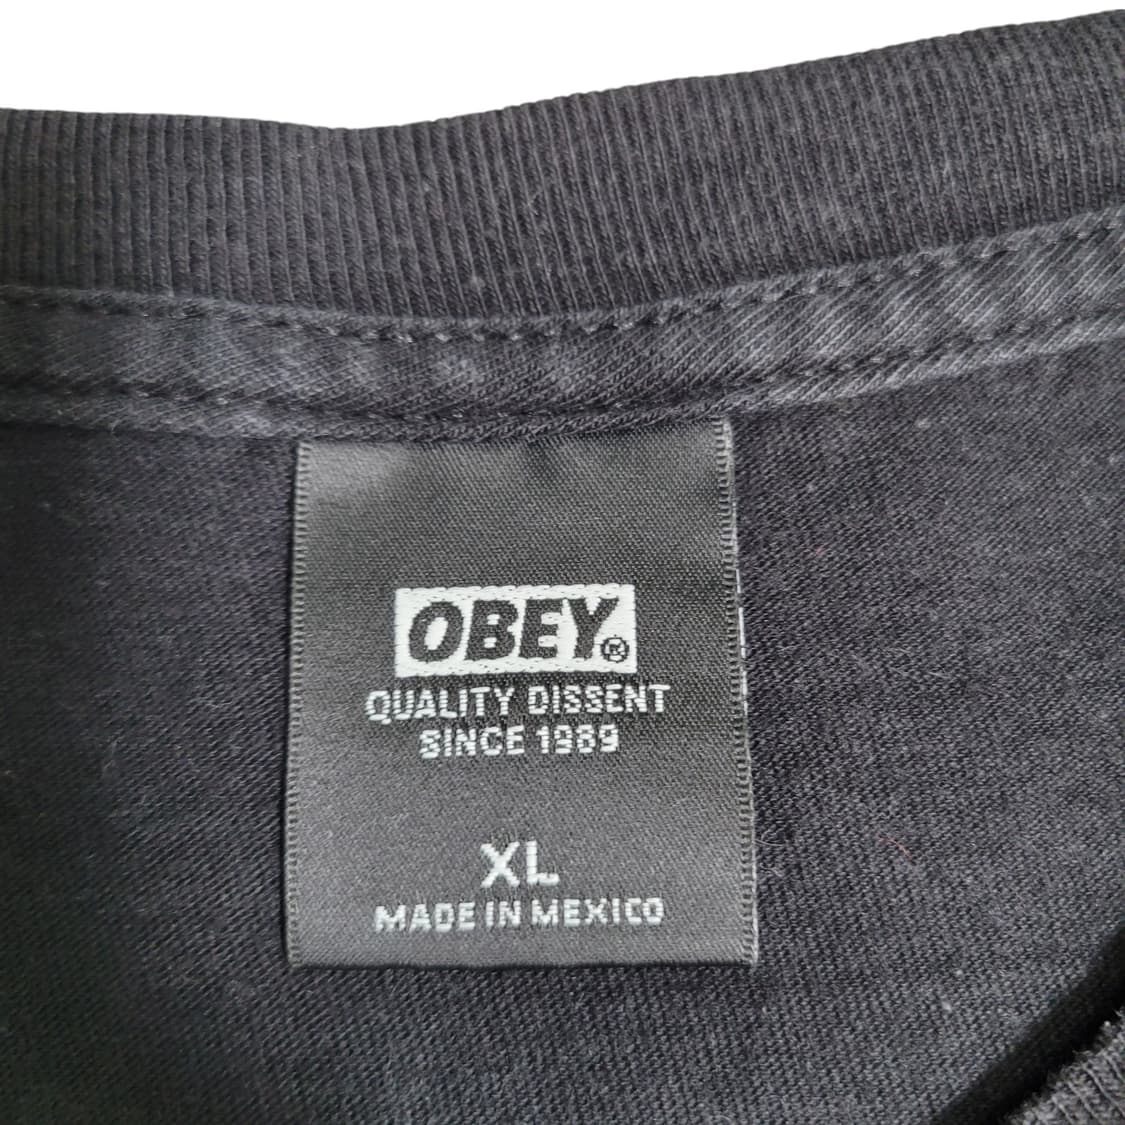 OBEY®
QUALITY DISSENT
SINCE 1989
XL
MADE IN MEXICO